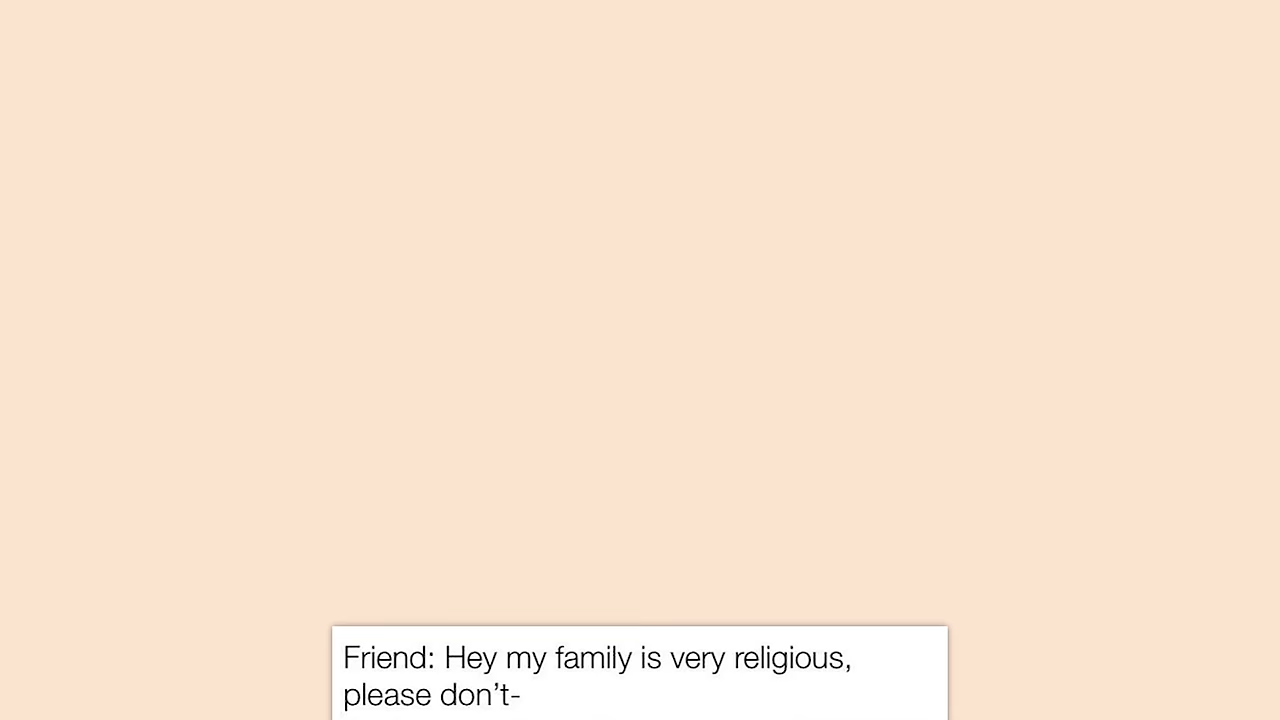 Friend: Hey my family is very religious,
please don’t-